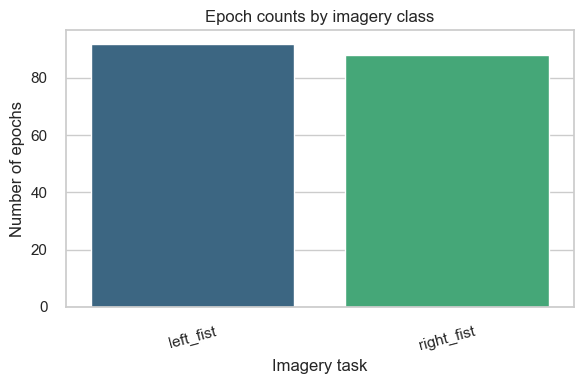 Epoch counts by imagery class
Number of epochs
80
60
40
20
0
left_fist
right_fist
Imagery task